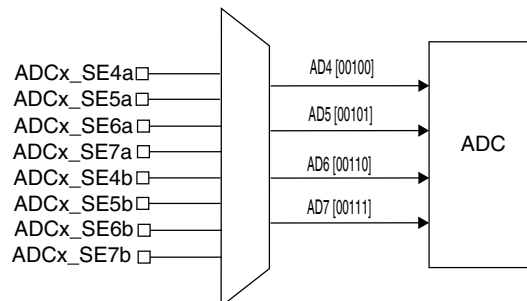 ADCx_SE4a
ADCx_SE5a
ADCx_SE6a
ADCx_SE7a
ADCx_SE4b
ADCx_SE5b
ADCx_SE6b
ADCx_SE7b
AD4 [00100]
AD5 [00101]
AD6 [00110]
AD7 [00111]
ADC